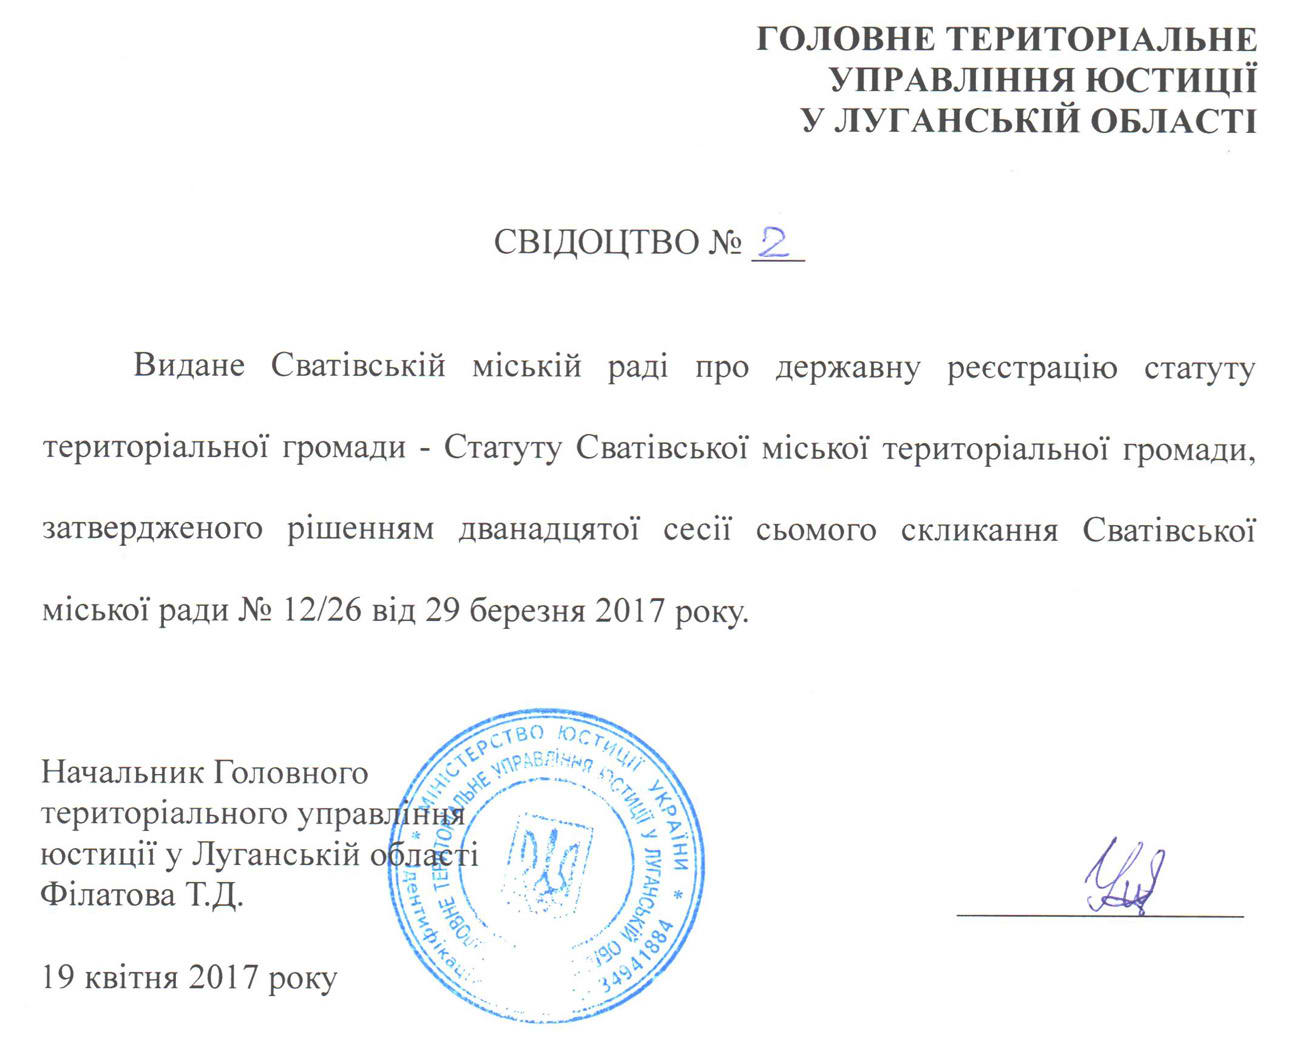 ГОЛОВНЕ ТЕРИТОРІАЛЬНЕ
УПРАВЛІННЯ ЮСТИЦІЇ
У ЛУГАНСЬКІЙ ОБЛАСТІ
СВІДОЦТВО № 2
Видане Сватівській міській раді про державну реєстрацію статуту
територіальної громади - Статуту Сватівської міської територіальної громади,
затвердженого рішенням дванадцятої сесії сьомого скликання Сватівської
міської ради № 12/26 від 29 березня 2017 року.
Начальник Головного
територіального управління
юстиції у Луганській області
Філатова Т.Д.
19 квітня 2017 року
* МІНІСТЕРСТВО ЮСТИЦІЇ УКРАЇНИ *
ТЕРИТОРІАЛЬНЕ УПРАВЛІННЯ ЮСТИЦІЇ У ЛУГАНСЬКІЙ
34941884